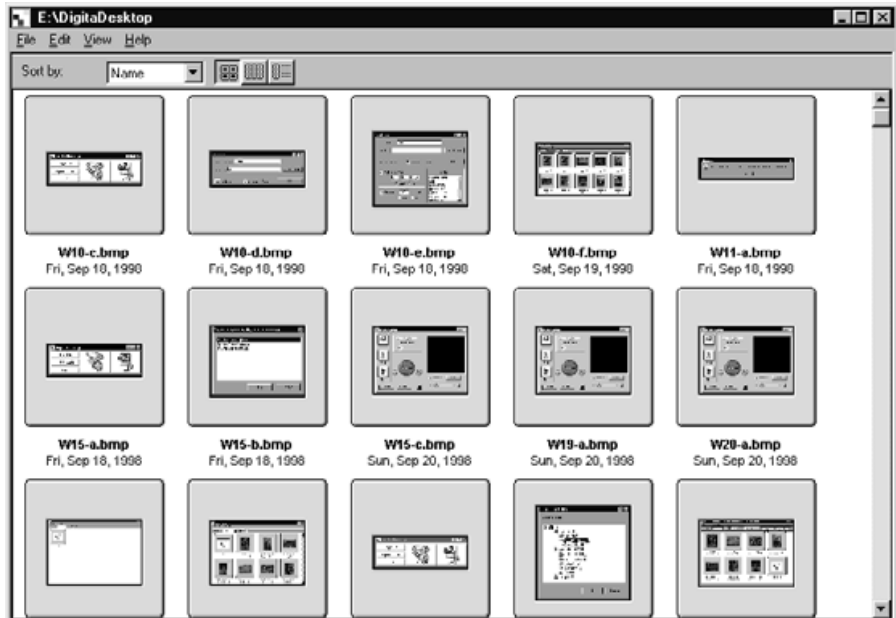 E:\DigitaDesktop
File Edit View Help
Sort by: Name
W10-c.bmp W10-d.bmp W10-e.bmp W10-f.bmp W11-a.bmp
Fri, Sep 18, 1998 Fri, Sep 18, 1998 Fri, Sep 18, 1998 Sat, Sep 19, 1998 Fri, Sep 18, 1998
W15-a.bmp W15-b.bmp W15-c.bmp W19-a.bmp W20-a.bmp
Fri, Sep 18, 1998 Fri, Sep 18, 1998 Sun, Sep 20, 1998 Sun, Sep 20, 1998 Sun, Sep 20, 1998